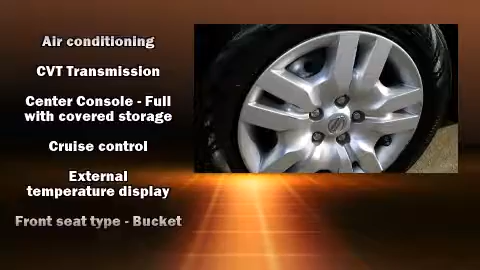 Air conditioning
CVT Transmission
Center Console - Full
with covered storage
Cruise control
External
temperature display
Front seat type - Bucket